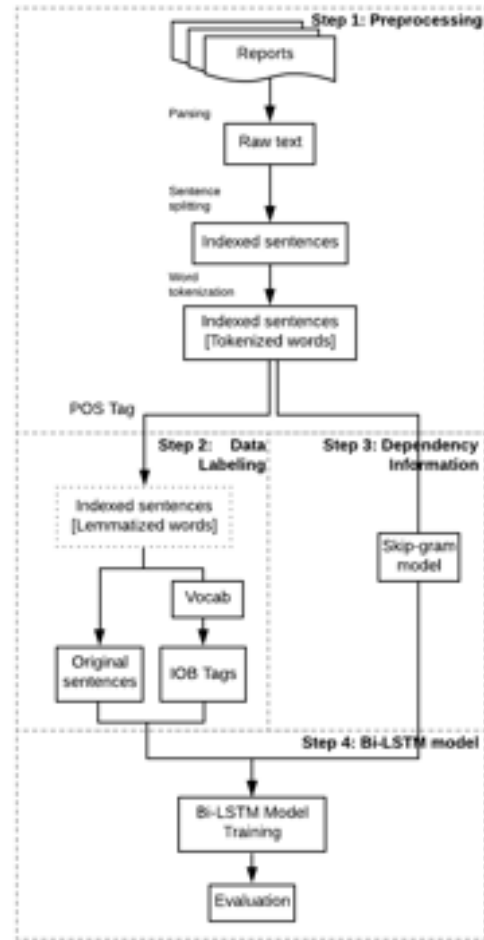 Step 1: Preprocessing
Reports
Parsing
Raw text
Sentence
splitting
Indexed sentences
Word
tokenization
Indexed sentences
[Tokenized words]
POS Tag
Step 2: Data
Labeling
Step 3: Dependency
Information
Indexed sentences
[Lemmatized words]
Skip-gram
model
Vocab
Original
sentences
IOB Tags
Step 4: Bi-LSTM model
Bi-LSTM Model
Training
Evaluation